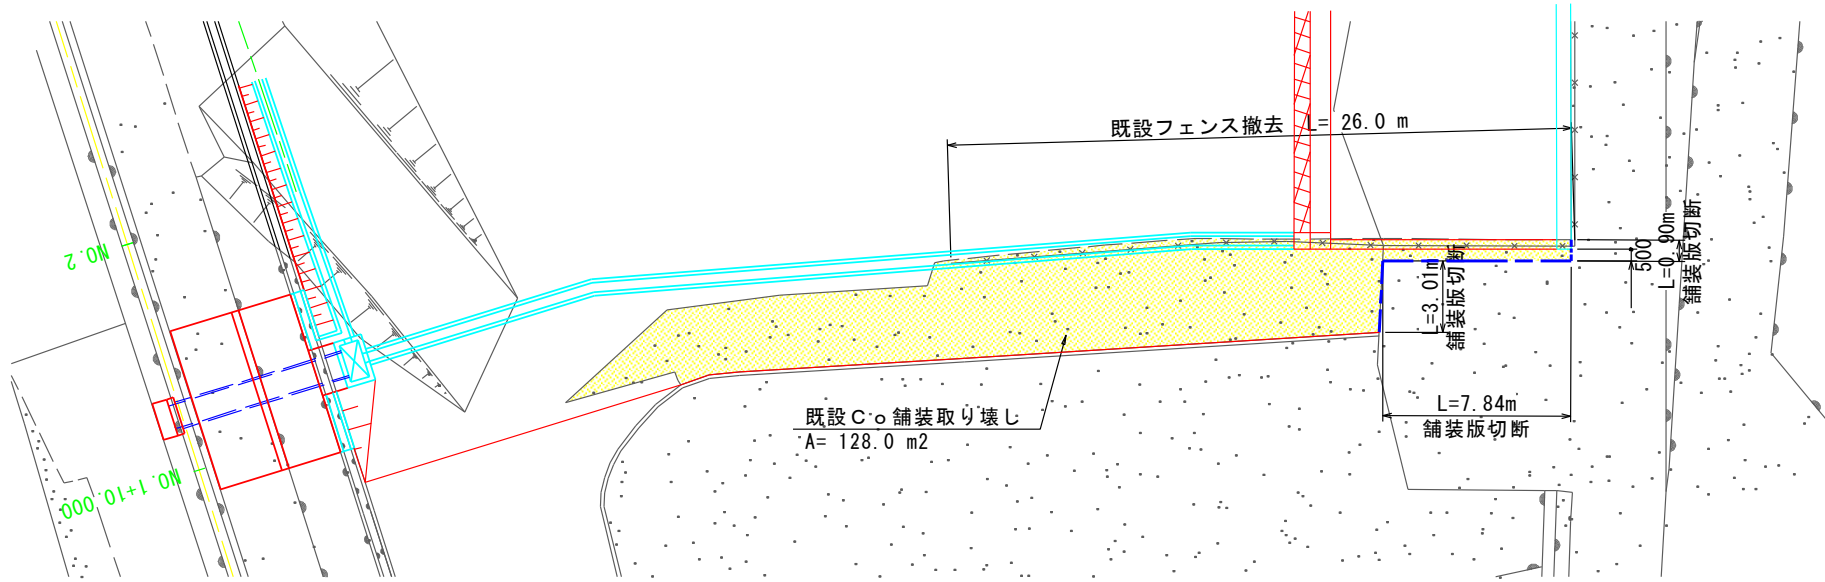 既設フェンス撤去　L= 26.0 m
NO.2
500
L=0.90m
舗装版切断
L=3.01m
舗装版切断
L=7.84m
舗装版切断
既設Ｃｏ舗装取り壊し
A= 128.0 m2
NO.1+10.000